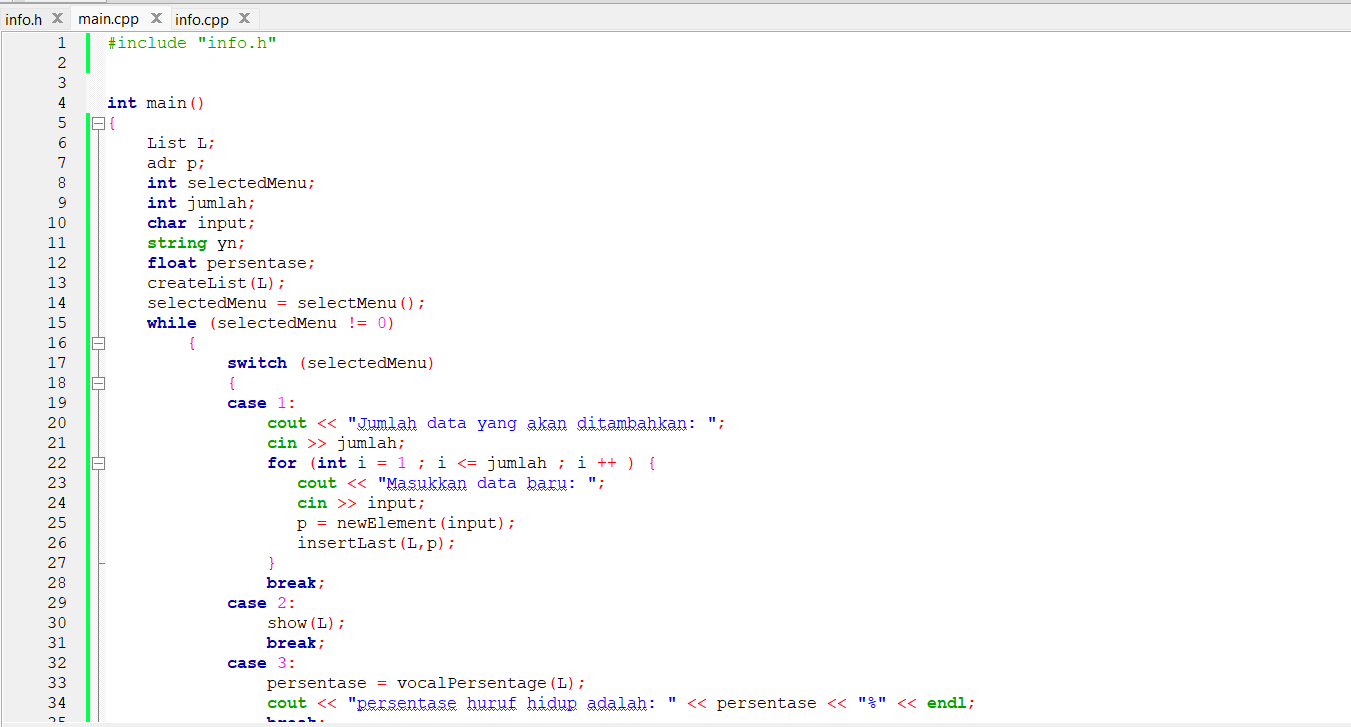 info.h X main.cpp X info.cpp X
1 #include "info.h"
2
3
4 int main()
5 {
6 List L;
7 adr p;
8 int selectedMenu;
9 int jumlah;
10 char input;
11 string yn;
12 float persentase;
13 createList(L);
14 selectedMenu = selectMenu();
15 while (selectedMenu != 0)
16 {
17 switch (selectedMenu)
18 {
19 case 1:
20 cout << "Jumlah data yang akan ditambahkan: ";
21 cin >> jumlah;
22 for (int i = 1 ; i <= jumlah ; i ++ ) {
23 cout << "Masukkan data baru: ";
24 cin >> input;
25 p = newElement(input);
26 insertLast(L,p);
27 }
28 break;
29 case 2:
30 show(L);
31 break;
32 case 3:
33 persentase = vocalPersentage(L);
34 cout << "persentase huruf hidup adalah: " << persentase << "%" << endl;
35 break;